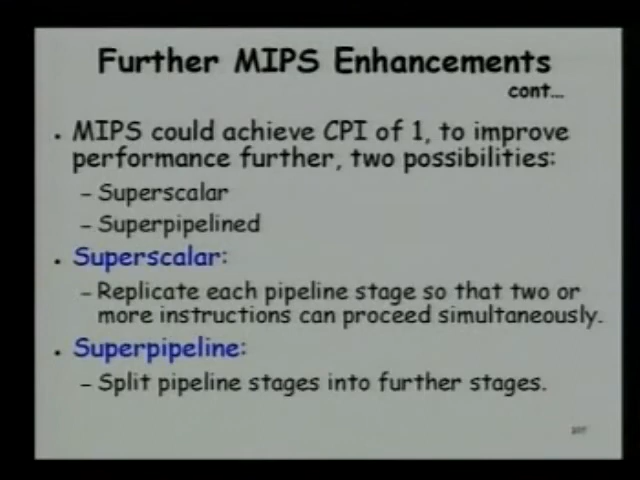 Further MIPS Enhancements
cont...
• MIPS could achieve CPI of 1, to improve
performance further, two possibilities:
– Superscalar
– Superpipelined
• Superscalar:
– Replicate each pipeline stage so that two or
more instructions can proceed simultaneously.
• Superpipeline:
– Split pipeline stages into further stages.